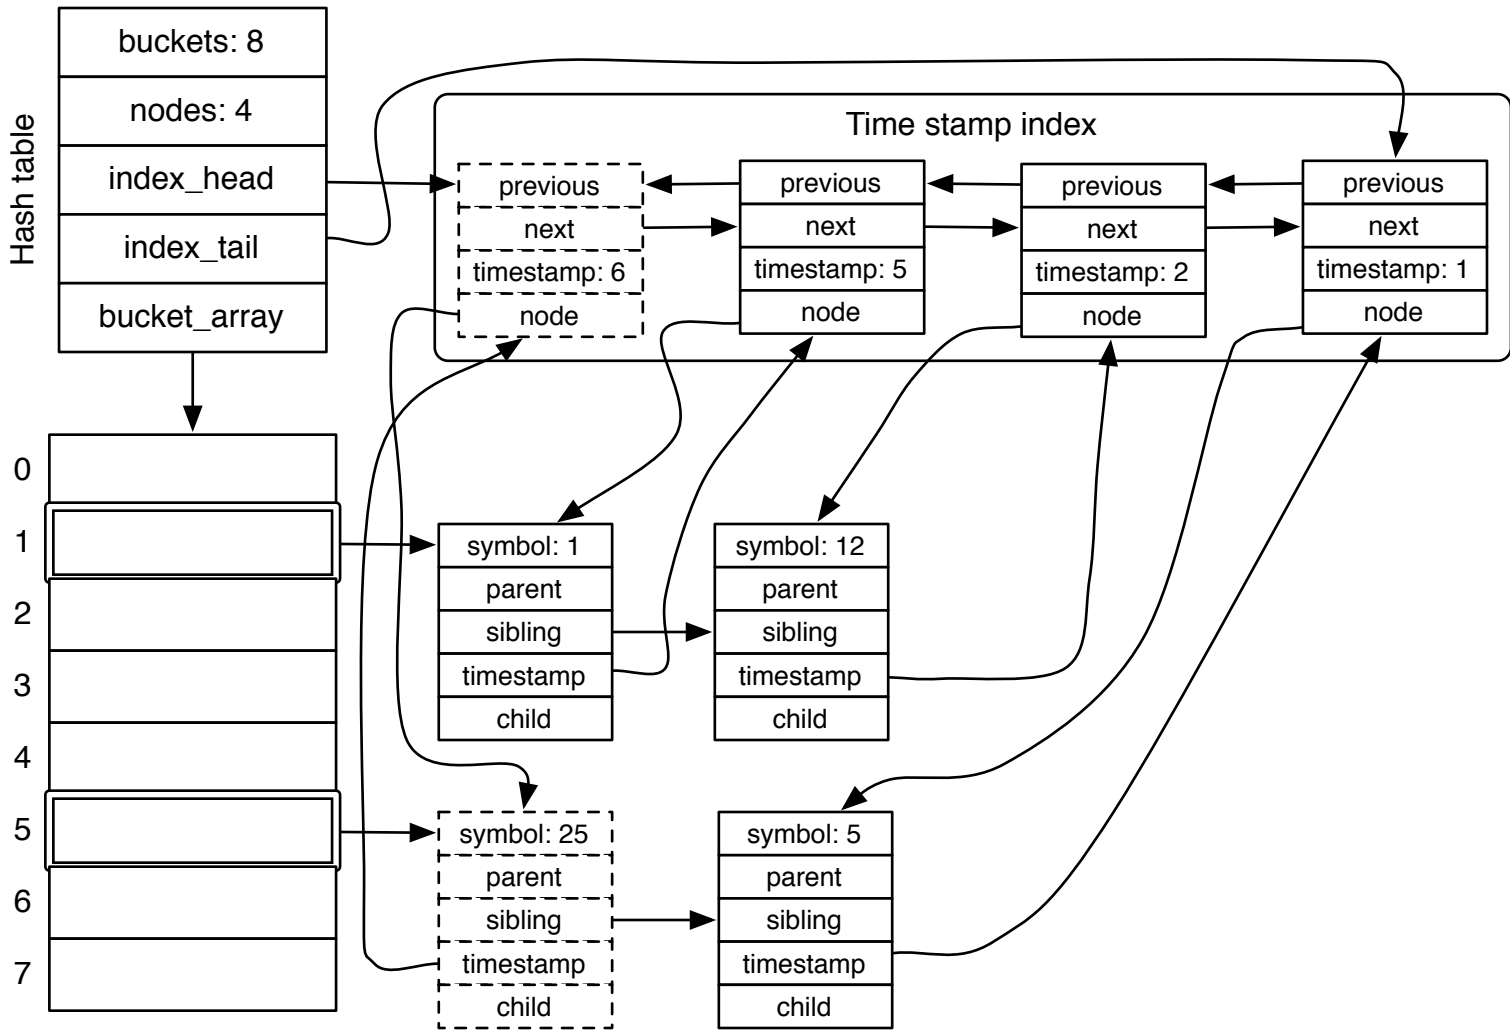 Hash table
buckets: 8
nodes: 4
index_head
index_tail
bucket_array
Time stamp index
previous
next
timestamp: 6
node
previous
next
timestamp: 5
node
previous
next
timestamp: 2
node
previous
next
timestamp: 1
node
0
1
2
3
4
5
6
7
symbol: 1
parent
sibling
timestamp
child
symbol: 12
parent
sibling
timestamp
child
symbol: 25
parent
sibling
timestamp
child
symbol: 5
parent
sibling
timestamp
child